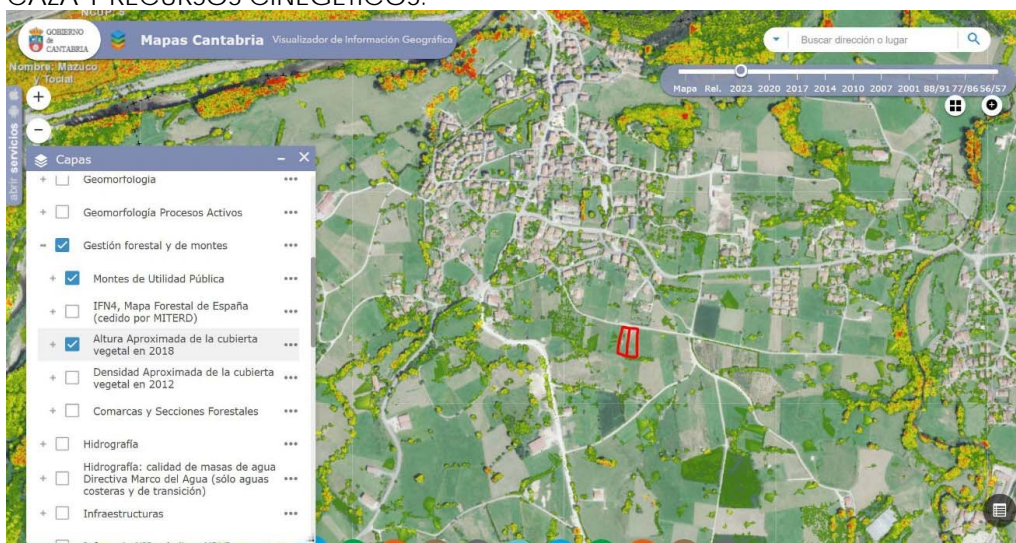 CAZA Y RECURSOS CINEGÉTICOS:
GOBIERNO
de
CANTABRIA
Mapas Cantabria Visualizador de Información Geográfica
Buscar dirección o lugar
Nombre: Mazuco
y Tocial
Mapa Rel. 2023 2020 2017 2014 2010 2007 2001 88/91 77/86 56/57
abrir servicios
Capas
Geomorfología
Geomorfología Procesos Activos
Gestión forestal y de montes
Montes de Utilidad Pública
IFN4, Mapa Forestal de España
(cedido por MITERD)
Altura Aproximada de la cubierta
vegetal en 2018
Densidad Aproximada de la cubierta
vegetal en 2012
Comarcas y Secciones Forestales
Hidrografía
Hidrografía: calidad de masas de agua
Directiva Marco del Agua (sólo aguas
costeras y de transición)
Infraestructuras